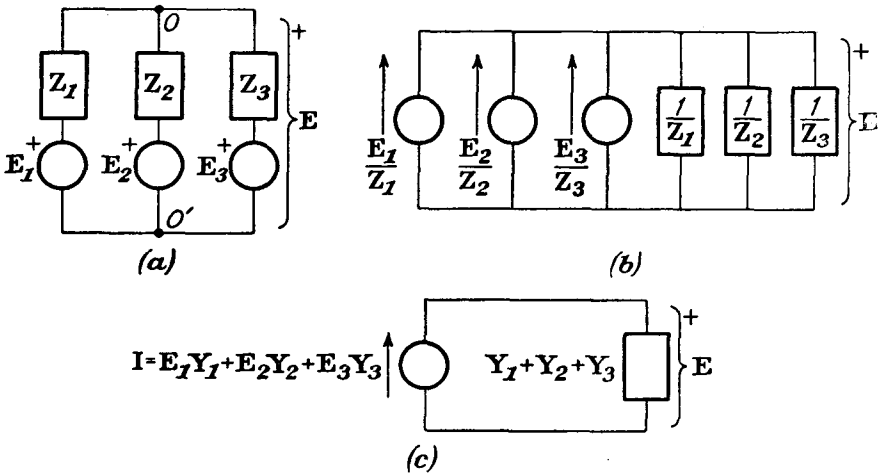 O
+
Z1 Z2 Z3
E
+ + +
E1 E2 E3
O'
(a)
+
E1/Z1 E2/Z2 E3/Z3 1/Z1 1/Z2 1/Z3 E
(b)
+
I=E1Y1+E2Y2+E3Y3 Y1+Y2+Y3 E
(c)